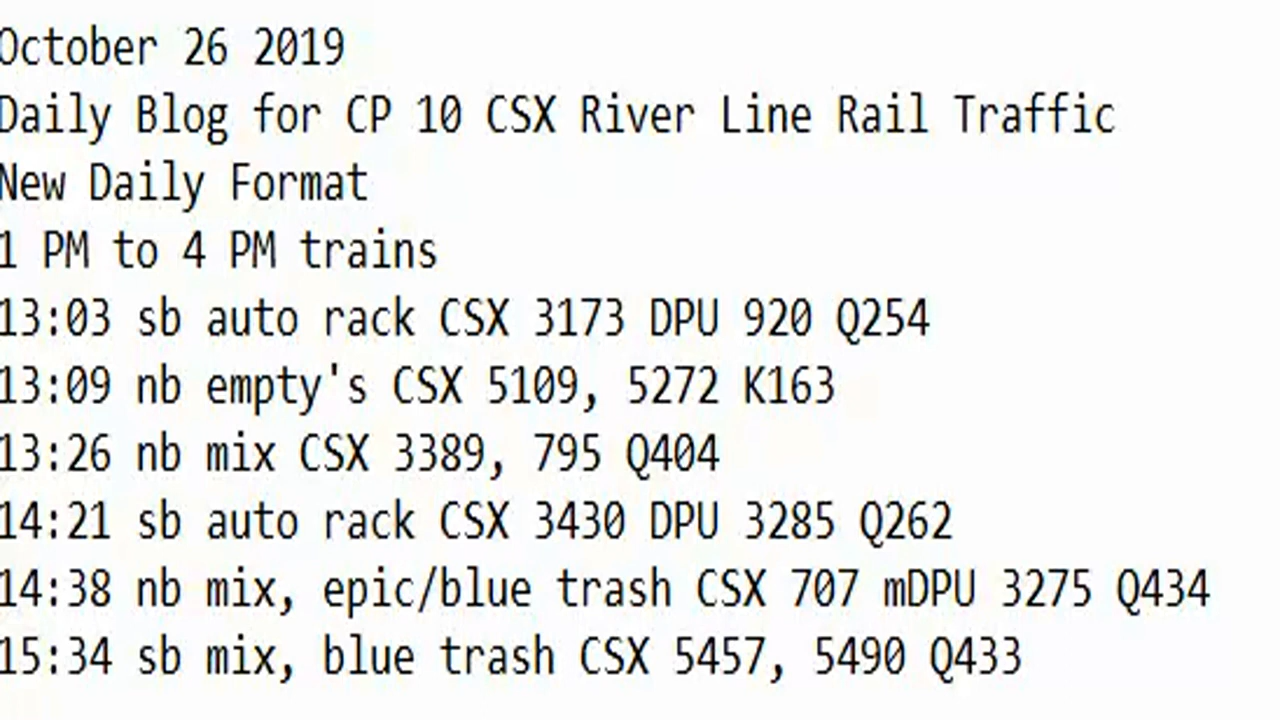 October 26 2019
Daily Blog for CP 10 CSX River Line Rail Traffic
New Daily Format
1 PM to 4 PM trains
13:03 sb auto rack CSX 3173 DPU 920 Q254
13:09 nb empty's CSX 5109, 5272 K163
13:26 nb mix CSX 3389, 795 Q404
14:21 sb auto rack CSX 3430 DPU 3285 Q262
14:38 nb mix, epic/blue trash CSX 707 mDPU 3275 Q434
15:34 sb mix, blue trash CSX 5457, 5490 Q433